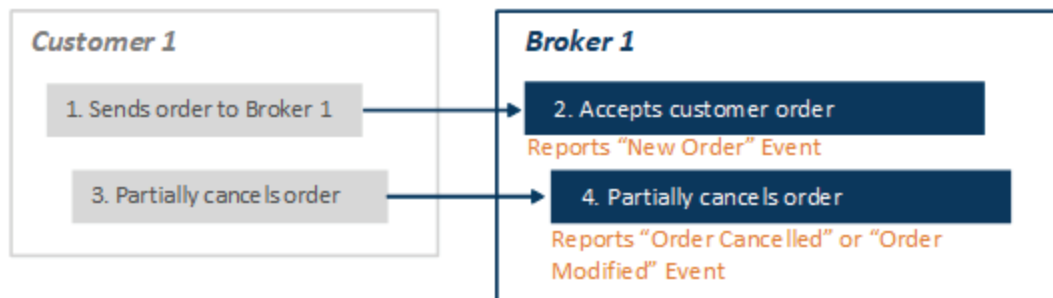 Customer 1
Broker 1
1. Sends order to Broker 1
2. Accepts customer order
Reports “New Order” Event
3. Partially cancels order
4. Partially cancels order
Reports “Order Cancelled” or “Order
Modified” Event